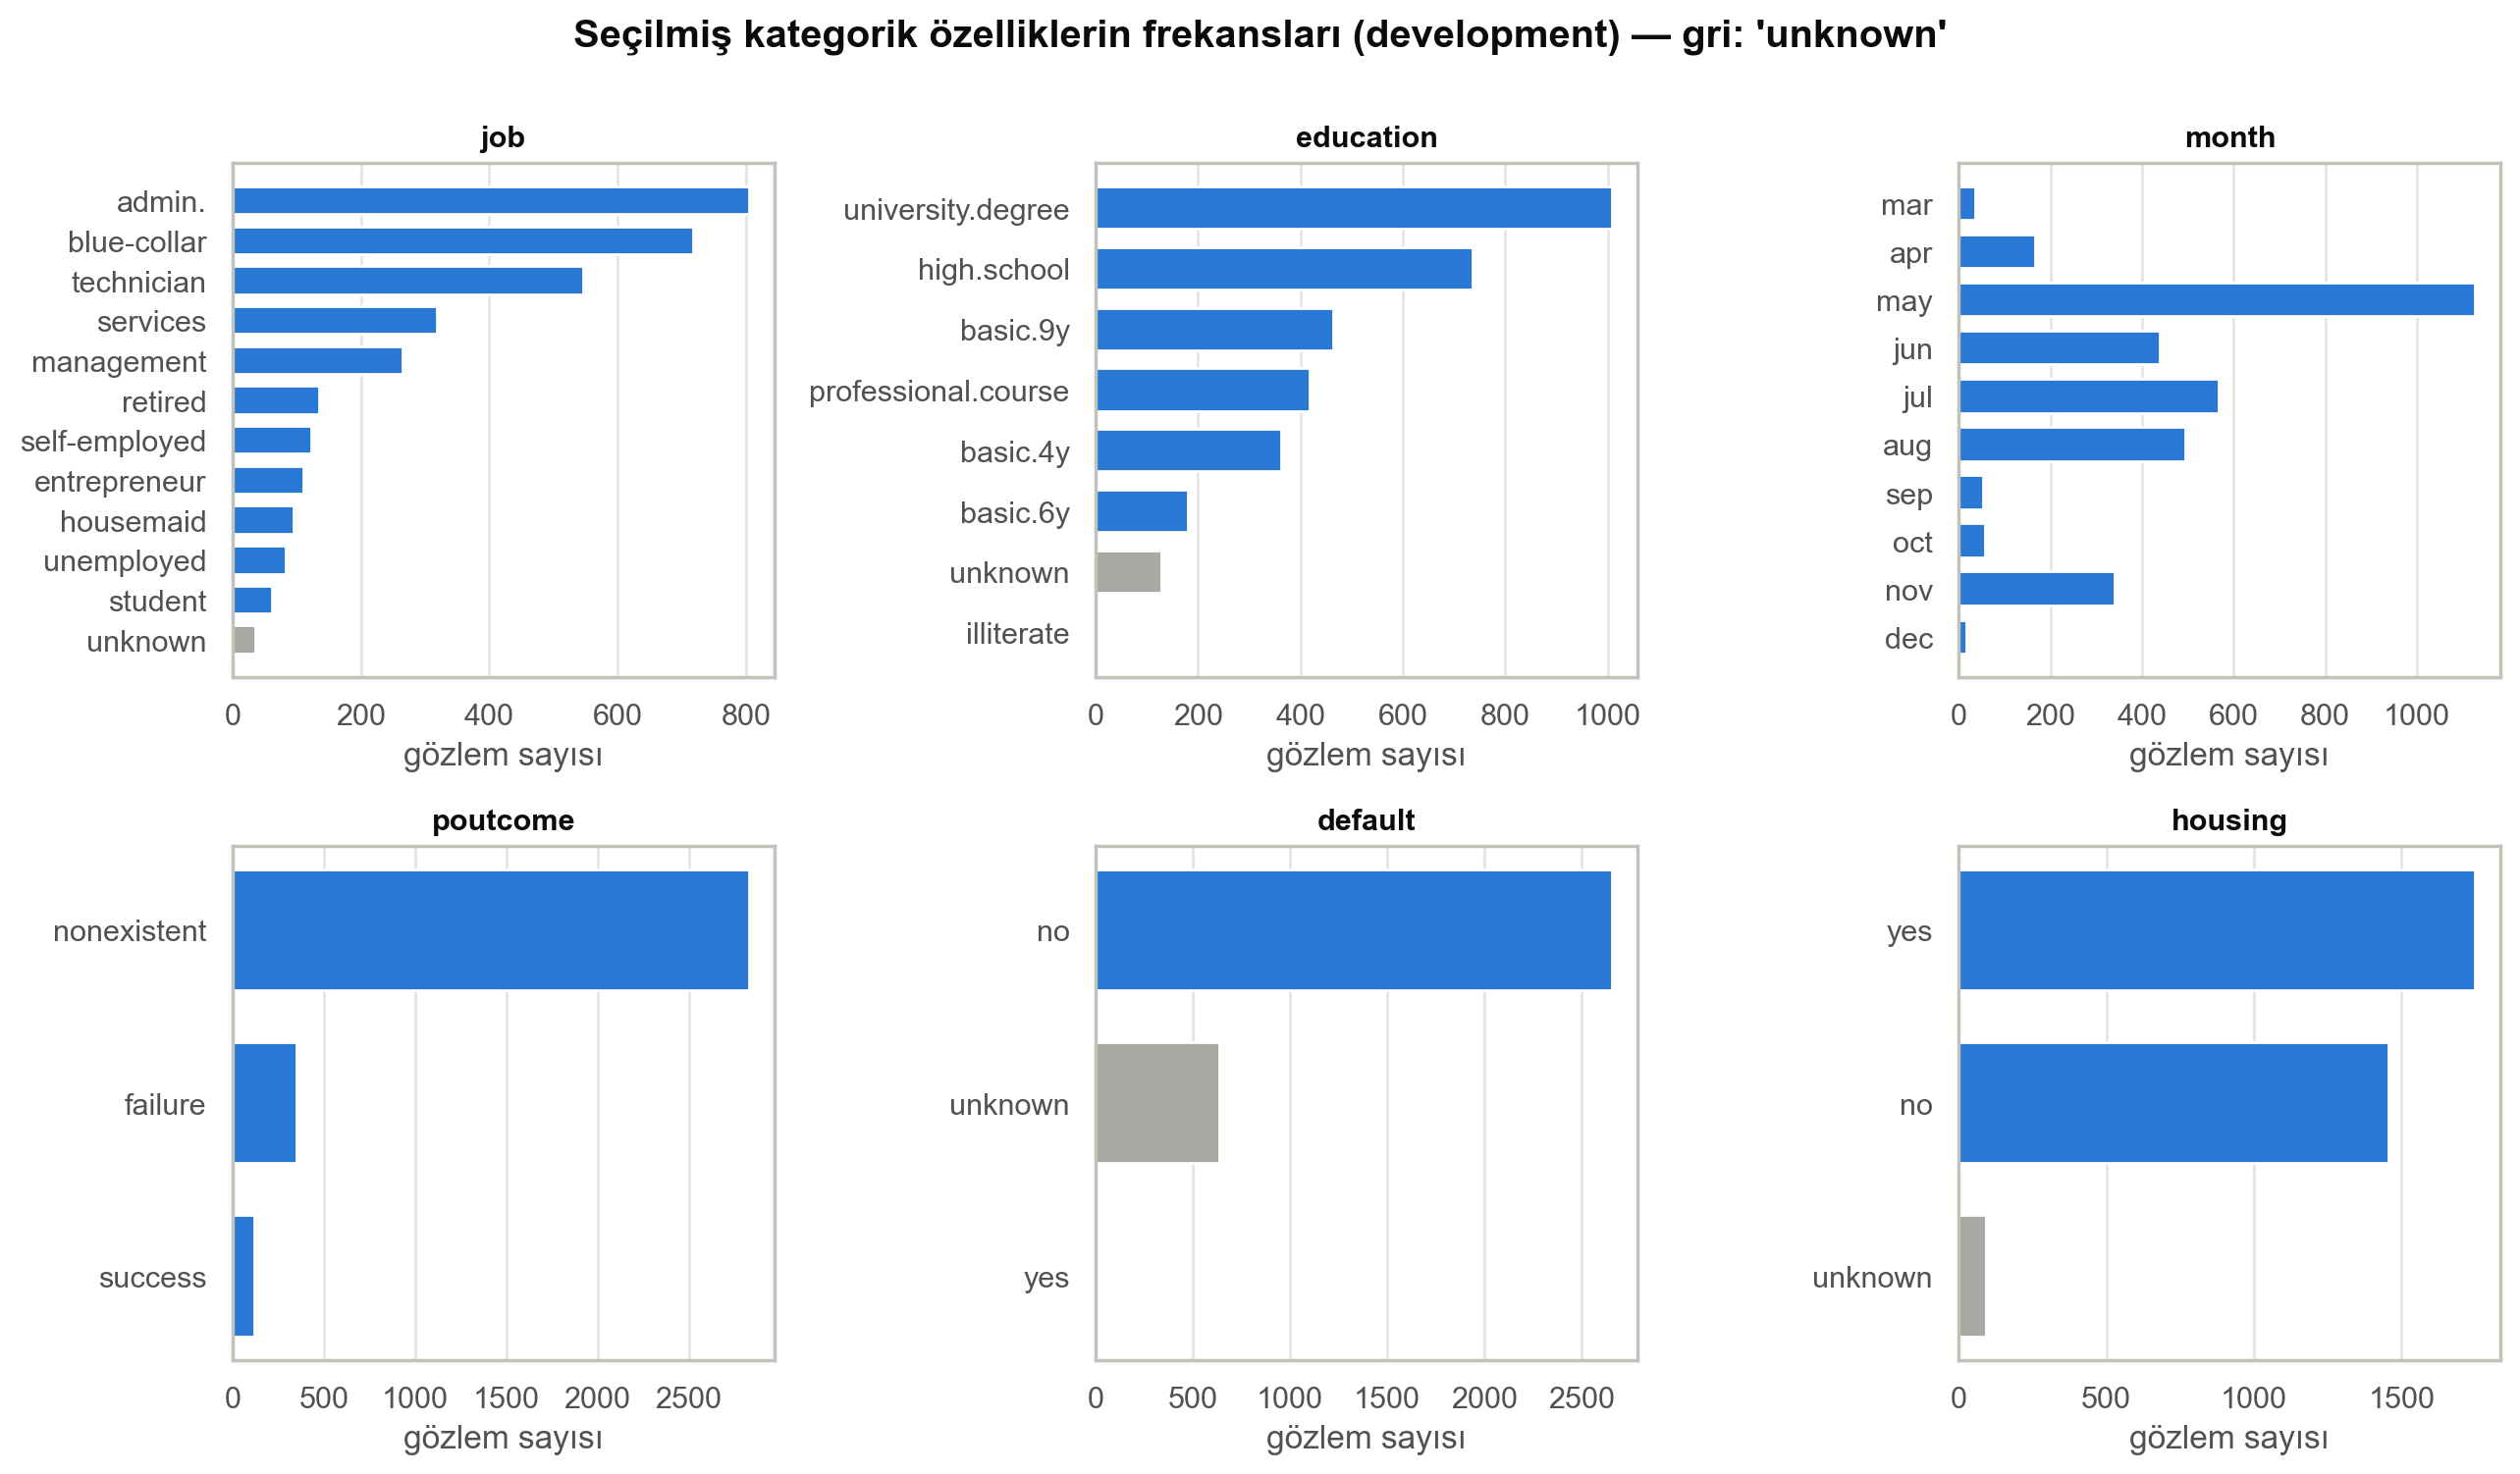 Seçilmiş kategorik özelliklerin frekansları (development) — gri: 'unknown'
job
admin.
blue-collar
technician
services
management
retired
self-employed
entrepreneur
housemaid
unemployed
student
unknown
0 200 400 600 800
gözlem sayısı
education
university.degree
high.school
basic.9y
professional.course
basic.4y
basic.6y
unknown
illiterate
0 200 400 600 800 1000
gözlem sayısı
month
mar
apr
may
jun
jul
aug
sep
oct
nov
dec
0 200 400 600 800 1000
gözlem sayısı
poutcome
nonexistent
failure
success
0 500 1000 1500 2000 2500
gözlem sayısı
default
no
unknown
yes
0 500 1000 1500 2000 2500
gözlem sayısı
housing
yes
no
unknown
0 500 1000 1500
gözlem sayısı